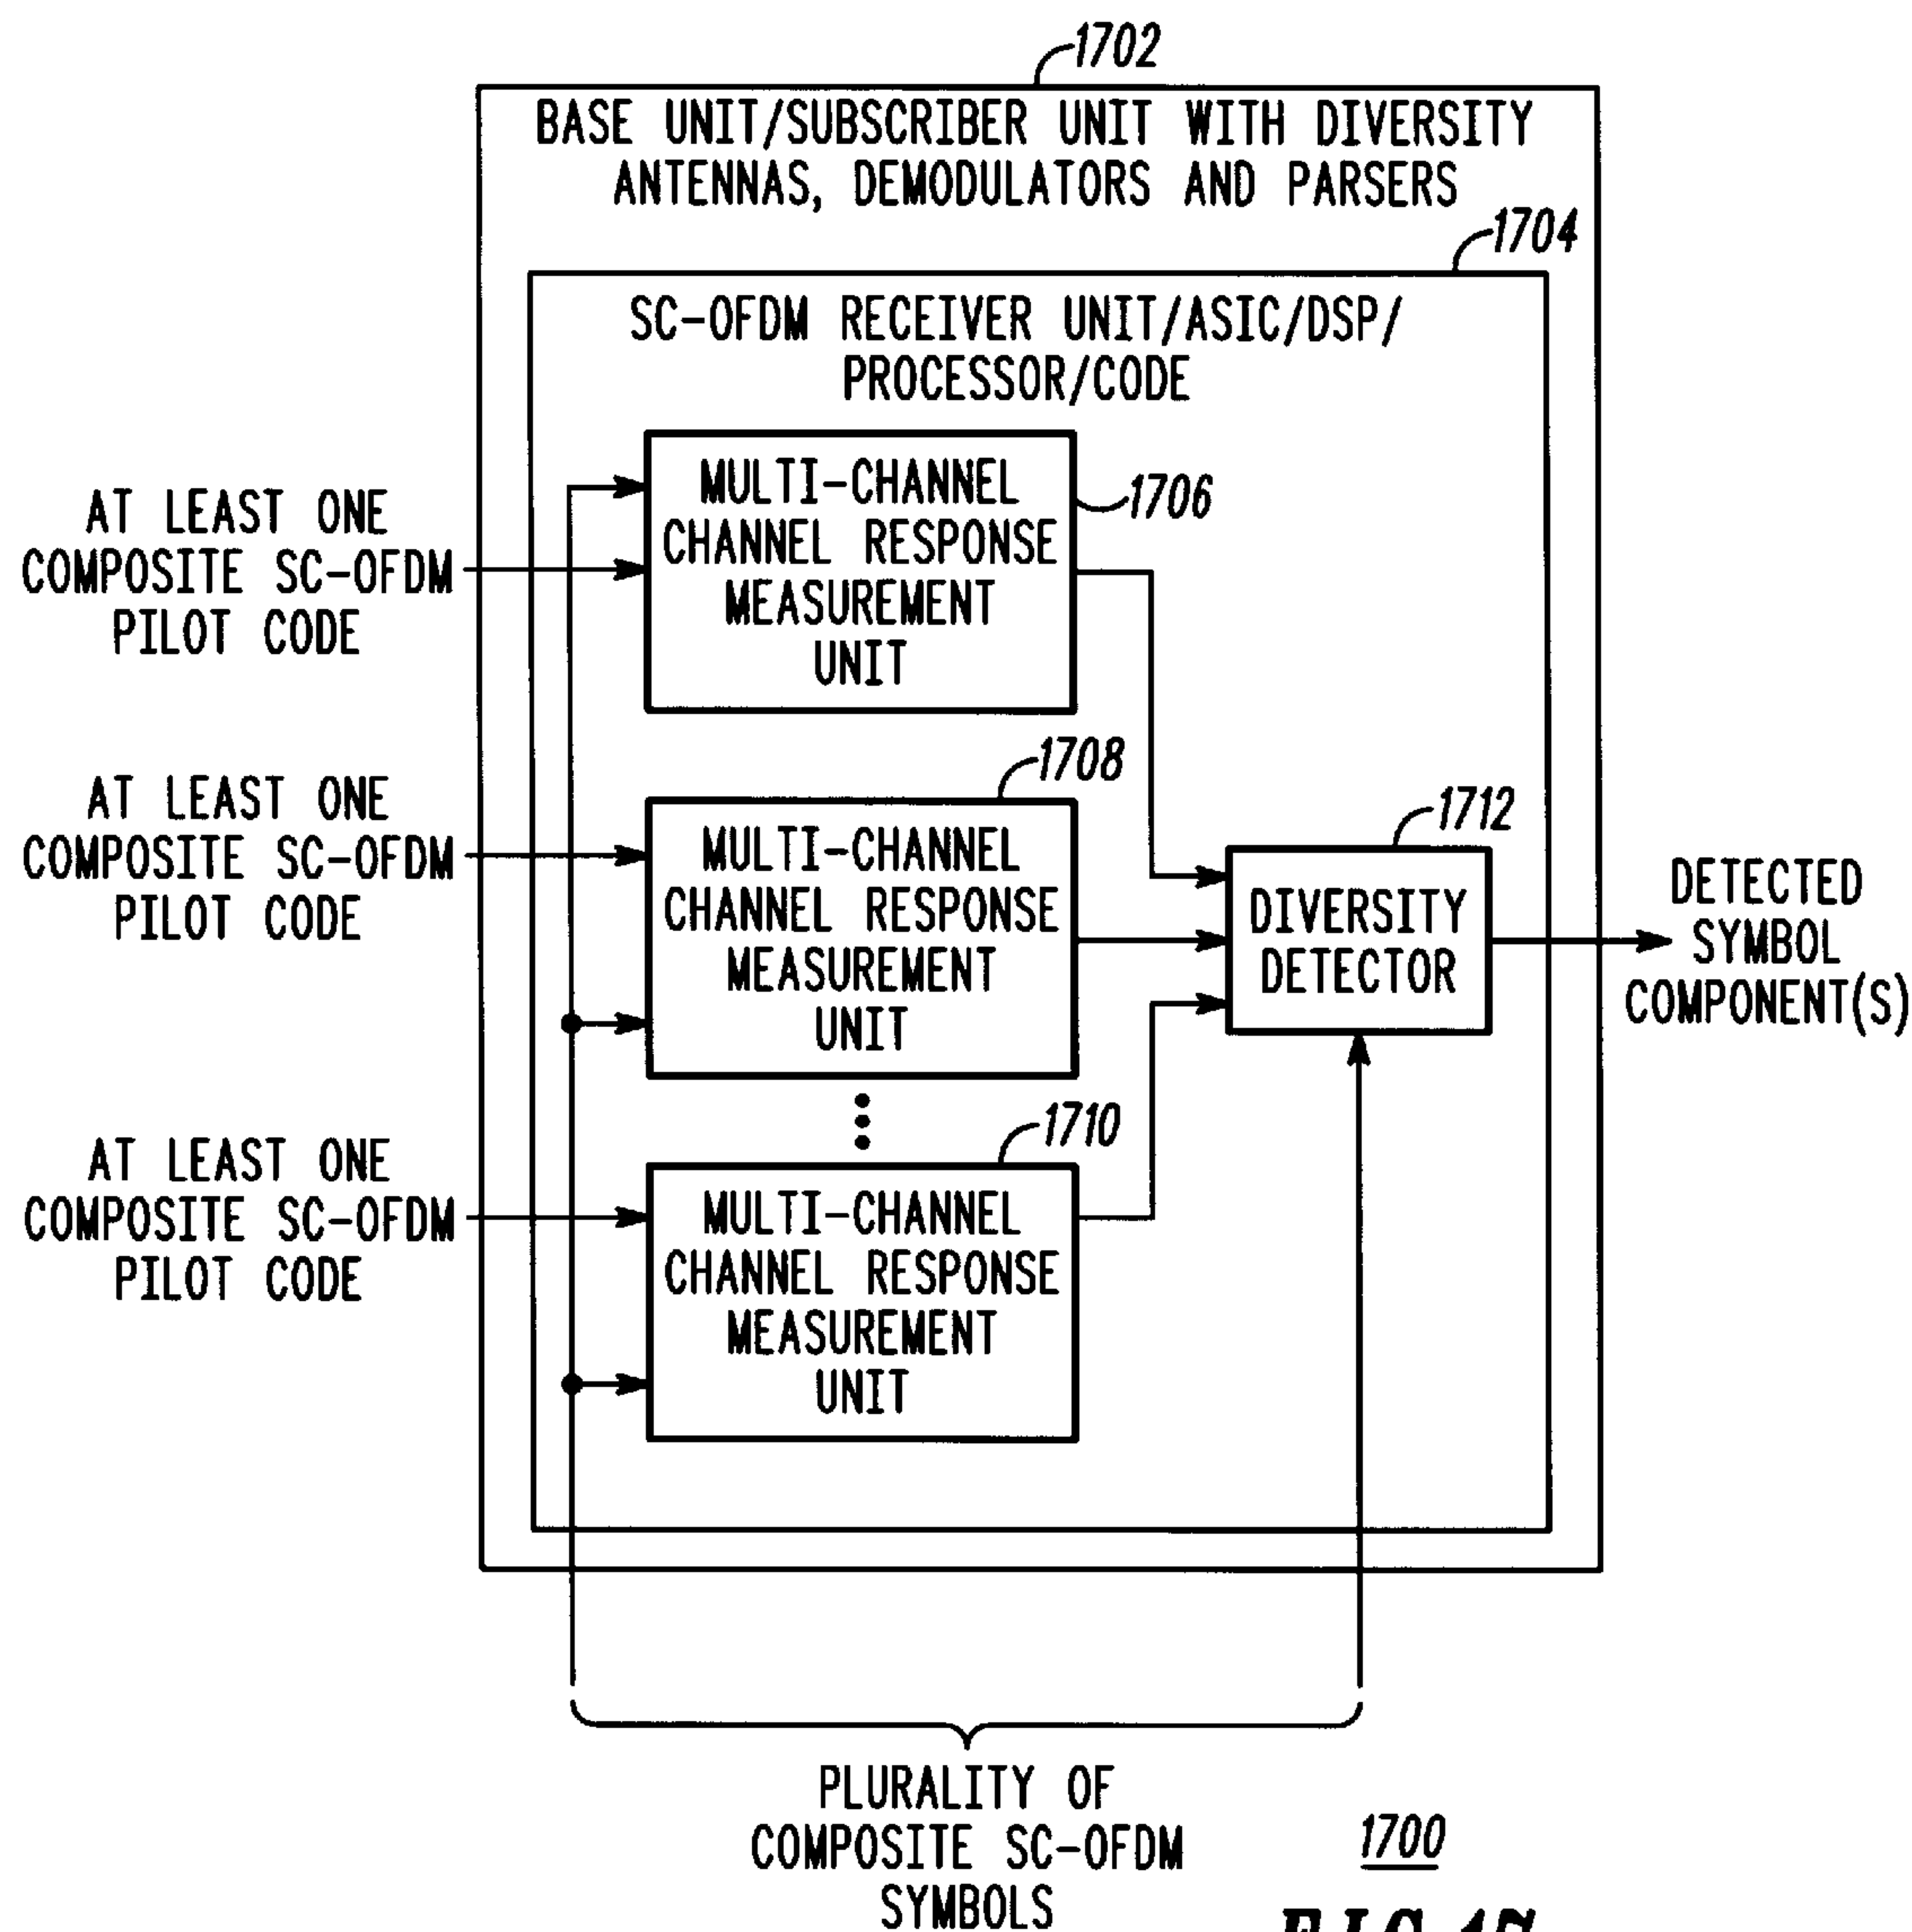 1702
BASE UNIT/SUBSCRIBER UNIT WITH DIVERSITY
ANTENNAS, DEMODULATORS AND PARSERS
1704
SC-OFDM RECEIVER UNIT/ASIC/DSP/
PROCESSOR/CODE
AT LEAST ONE
COMPOSITE SC-OFDM
PILOT CODE
MULTI-CHANNEL
CHANNEL RESPONSE
MEASUREMENT
UNIT
1706
AT LEAST ONE
COMPOSITE SC-OFDM
PILOT CODE
1708
MULTI-CHANNEL
CHANNEL RESPONSE
MEASUREMENT
UNIT
1712
DIVERSITY
DETECTOR
DETECTED
SYMBOL
COMPONENT(S)
AT LEAST ONE
COMPOSITE SC-OFDM
PILOT CODE
1710
MULTI-CHANNEL
CHANNEL RESPONSE
MEASUREMENT
UNIT
PLURALITY OF
COMPOSITE SC-OFDM
SYMBOLS
1700